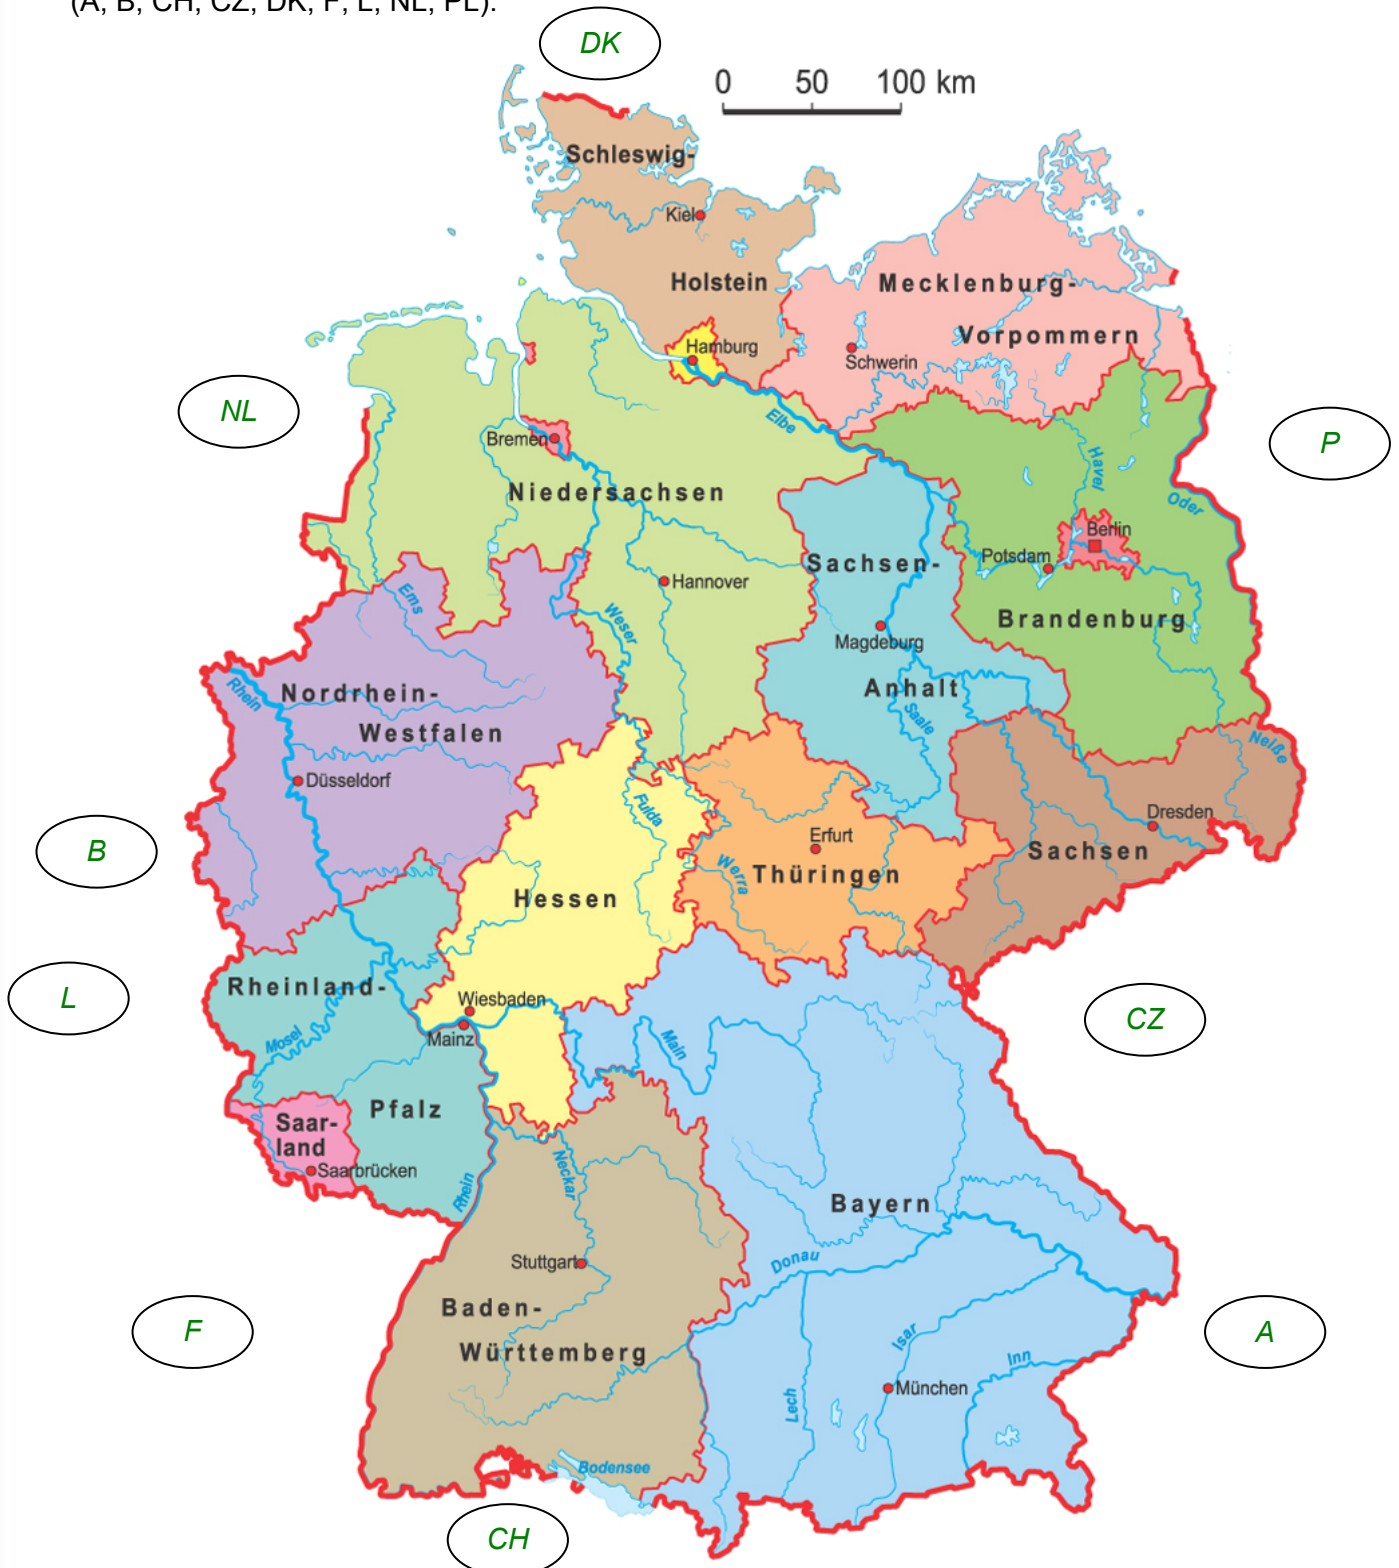 (A, B, CH, CZ, DK, F, L, NL, PL).
DK
0 50 100 km
Schleswig-
Kiel
Holstein
Mecklenburg-
Vorpommern
Hamburg
Schwerin
NL
Elbe
P
Bremen
Havel
Niedersachsen
Oder
Berlin
Potsdam
Sachsen-
Hannover
Ems
Weser
Brandenburg
Magdeburg
Anhalt
Rhein
Nordrhein-
Westfalen
Saale
Neiße
Düsseldorf
Fulda
Dresden
B
Erfurt
Sachsen
Werra
Thüringen
Hessen
L
Rheinland-
Wiesbaden
CZ
Mosel
Mainz
Main
Pfalz
Saar-
land
Saarbrücken
Neckar
Rhein
Bayern
Stuttgart
Donau
Baden-
F
A
Isar
Württemberg
Inn
München
Lech
Bodensee
CH